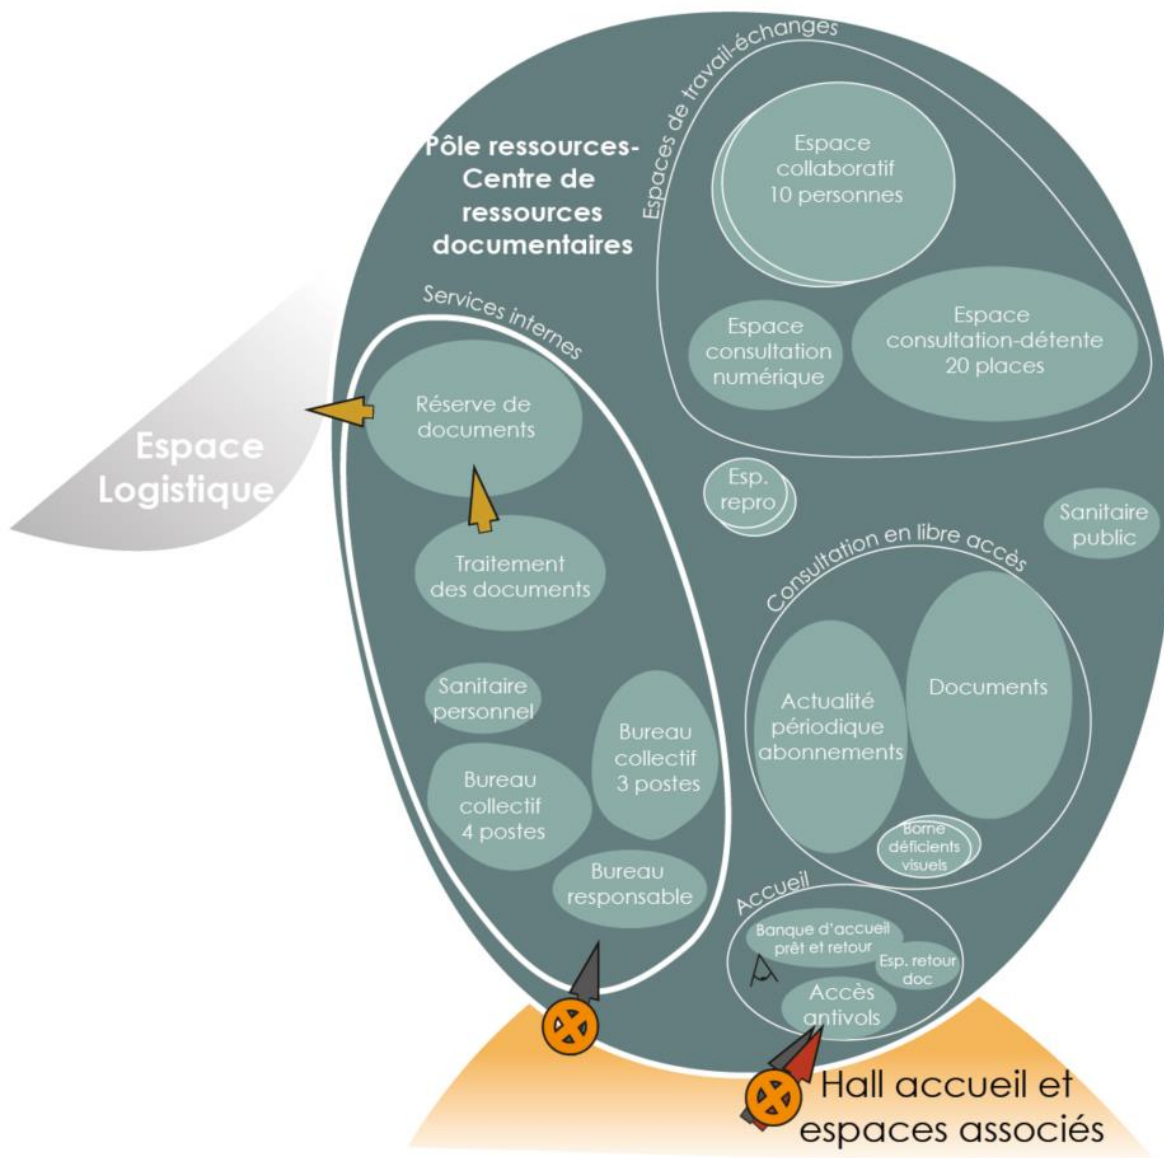 Espaces de travail-échanges
Pôle ressources-
Centre de
ressources
documentaires
Espace
collaboratif
10 personnes
Espace
consultation
numérique
Espace
consultation-détente
20 places
Services internes
Réserve de
documents
Espace
Logistique
Traitement
des documents
Esp.
repro
Sanitaire
public
Consultation en libre accès
Actualité
périodique
abonnements
Documents
Borne
déficients
visuels
Sanitaire
personnel
Bureau
collectif
3 postes
Bureau
collectif
4 postes
Bureau
responsable
Accueil
Banque d'accueil
prêt et retour
Esp. retour
doc
Accès
antivols
Hall accueil et
espaces associés